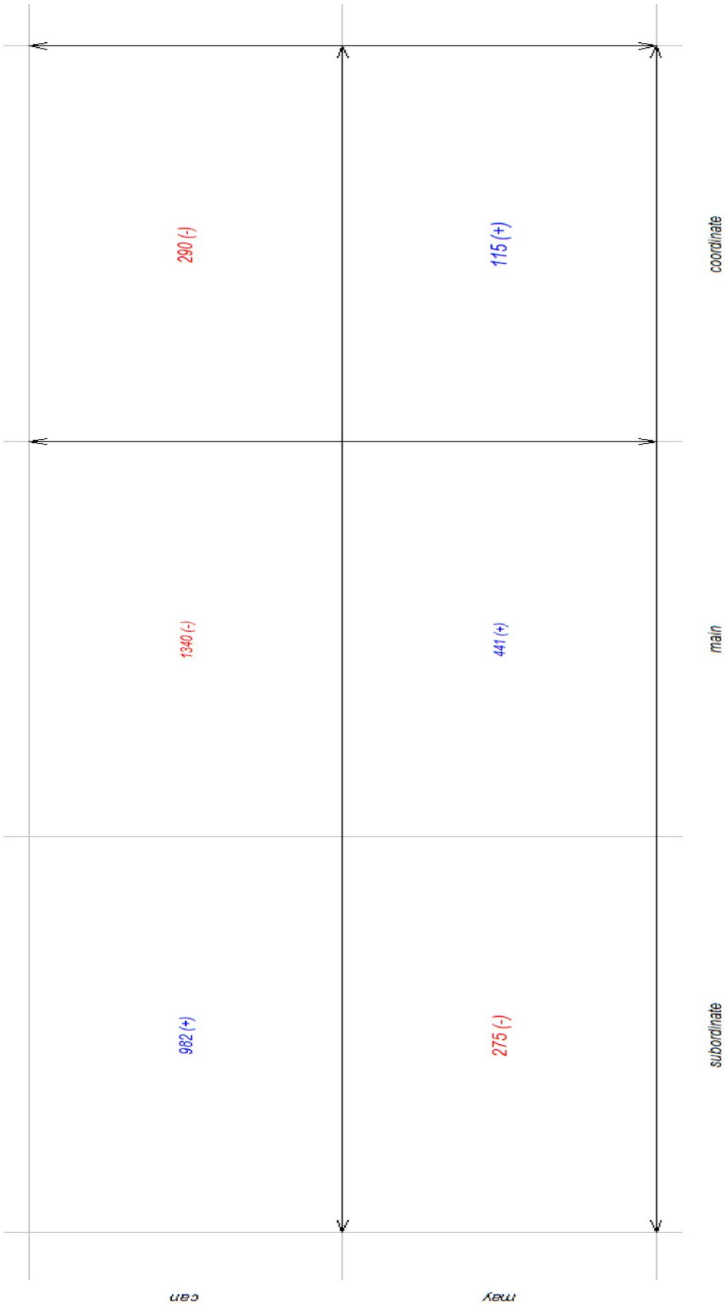 can 982 (+) 1340 (-) 290 (-)
may 275 (-) 441 (+) 115 (+)
subordinate main coordinate